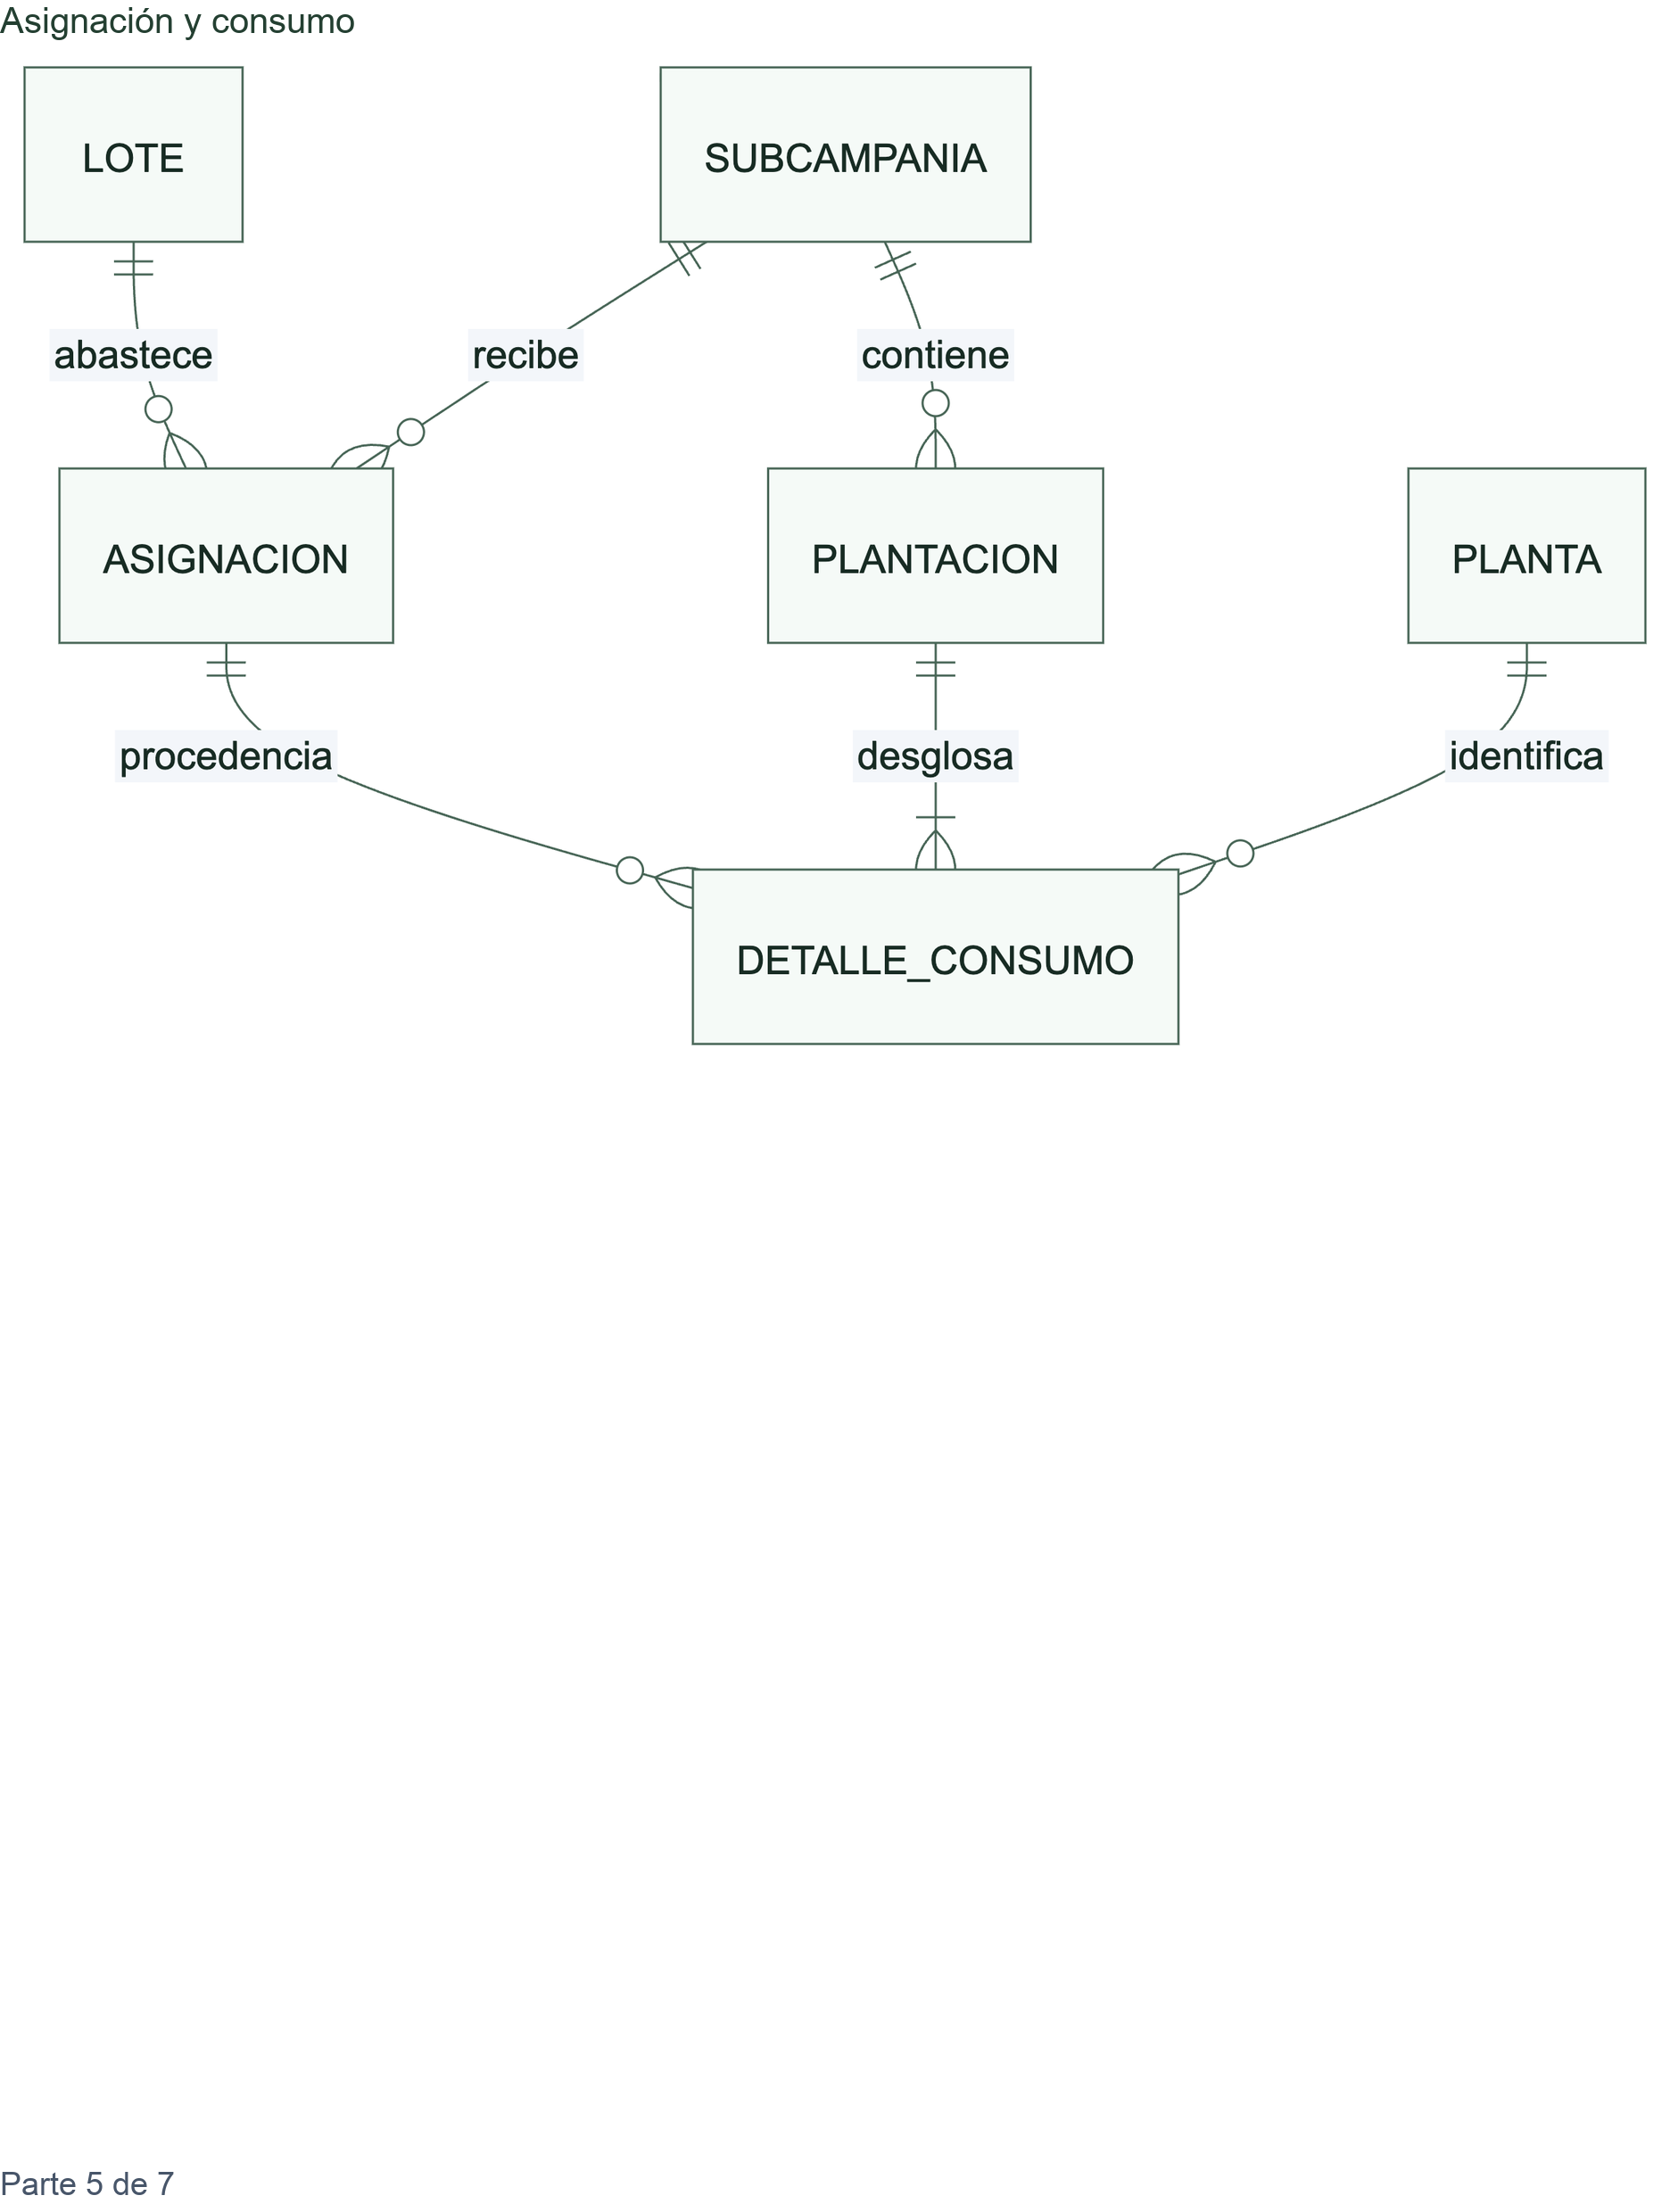 Asignación y consumo
LOTE
SUBCAMPANIA
abastece
recibe
contiene
ASIGNACION
PLANTACION
PLANTA
procedencia
desglosa
identifica
DETALLE_CONSUMO
Parte 5 de 7